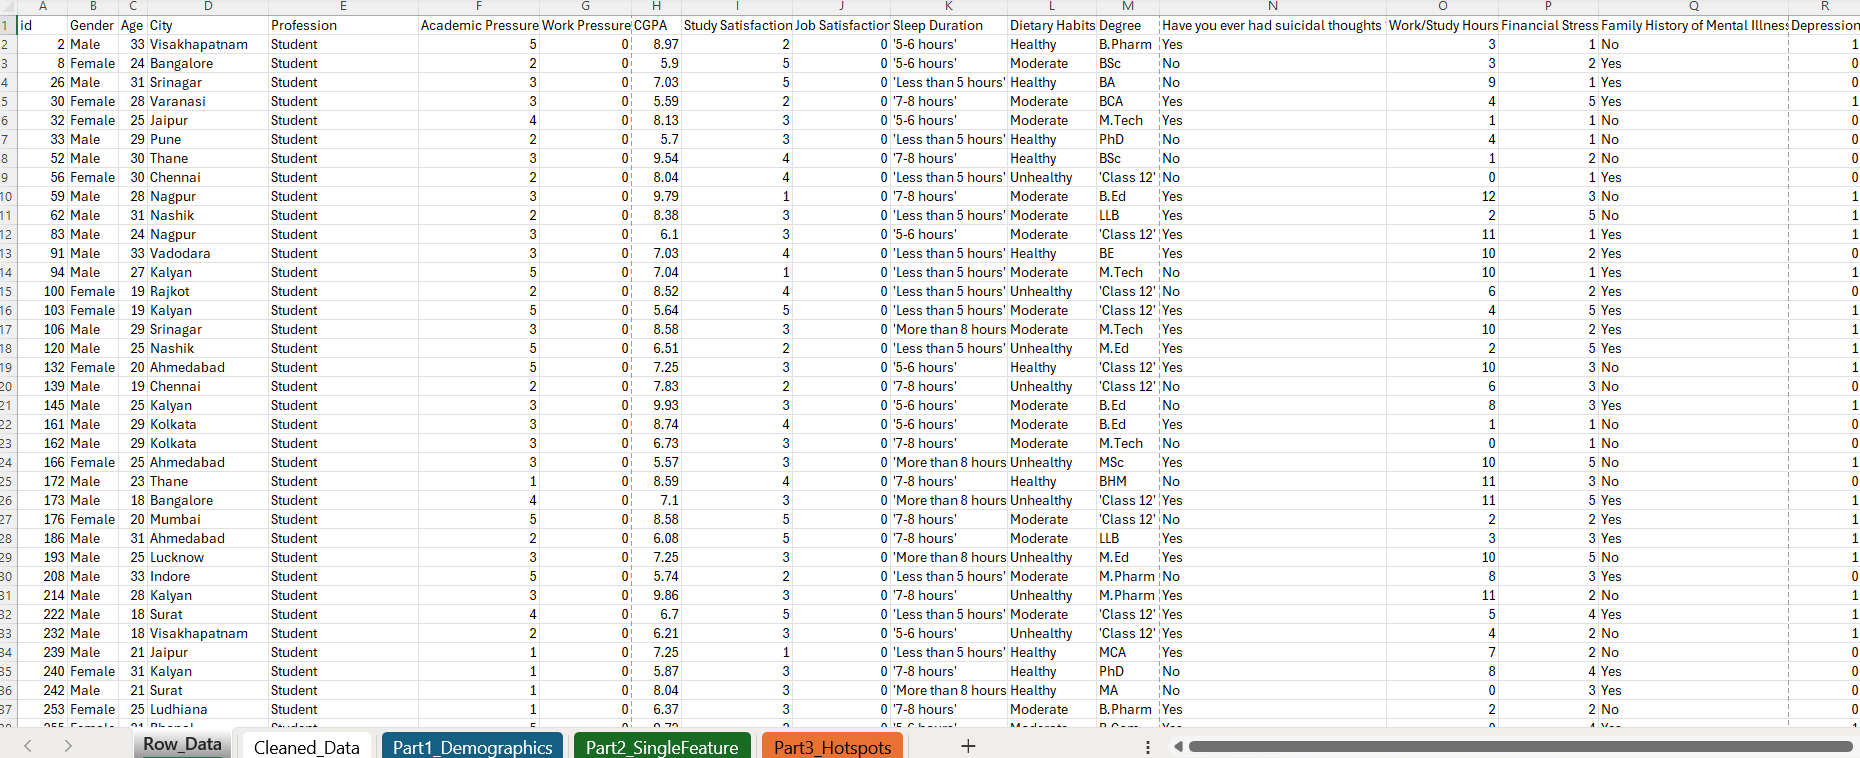 A B C D E F G H I J K L M N O P Q R
1 id Gender Age City Profession Academic Pressure Work Pressure CGPA Study Satisfaction Job Satisfaction Sleep Duration Dietary Habits Degree Have you ever had suicidal thoughts Work/Study Hours Financial Stress Family History of Mental Illness Depression
2 2 Male 33 Visakhapatnam Student 5 0 8.97 2 0 '5-6 hours' Healthy B.Pharm Yes 3 1 No 1
3 8 Female 24 Bangalore Student 2 0 5.9 5 0 '5-6 hours' Moderate BSc No 3 2 Yes 0
4 26 Male 31 Srinagar Student 3 0 7.03 5 0 'Less than 5 hours' Healthy BA No 9 1 Yes 0
5 30 Female 28 Varanasi Student 3 0 5.59 2 0 '7-8 hours' Moderate BCA Yes 4 5 Yes 1
6 32 Female 25 Jaipur Student 4 0 8.13 3 0 '5-6 hours' Moderate M.Tech Yes 1 1 No 0
7 33 Male 29 Pune Student 2 0 5.7 3 0 'Less than 5 hours' Healthy PhD No 4 1 No 0
8 52 Male 30 Thane Student 3 0 9.54 4 0 '7-8 hours' Healthy BSc No 1 2 No 0
9 56 Female 30 Chennai Student 2 0 8.04 4 0 'Less than 5 hours' Unhealthy 'Class 12' No 0 1 Yes 0
10 59 Male 28 Nagpur Student 3 0 9.79 1 0 '7-8 hours' Moderate B.Ed Yes 12 3 No 1
11 62 Male 31 Nashik Student 2 0 8.38 3 0 'Less than 5 hours' Moderate LLB Yes 2 5 No 1
12 83 Male 24 Nagpur Student 3 0 6.1 3 0 '5-6 hours' Moderate 'Class 12' Yes 11 1 Yes 1
13 91 Male 33 Vadodara Student 3 0 7.03 4 0 'Less than 5 hours' Healthy BE Yes 10 2 Yes 0
14 94 Male 27 Kalyan Student 5 0 7.04 1 0 'Less than 5 hours' Moderate M.Tech No 10 1 Yes 1
15 100 Female 19 Rajkot Student 2 0 8.52 4 0 'Less than 5 hours' Unhealthy 'Class 12' No 6 2 Yes 0
16 103 Female 19 Kalyan Student 5 0 5.64 5 0 'Less than 5 hours' Moderate 'Class 12' Yes 4 5 Yes 1
17 106 Male 29 Srinagar Student 3 0 8.58 3 0 'More than 8 hours Moderate M.Tech Yes 10 2 Yes 1
18 120 Male 25 Nashik Student 5 0 6.51 2 0 'Less than 5 hours' Unhealthy M.Ed Yes 2 5 Yes 1
19 132 Female 20 Ahmedabad Student 5 0 7.25 3 0 '5-6 hours' Healthy 'Class 12' Yes 10 3 No 1
20 139 Male 19 Chennai Student 2 0 7.83 2 0 '7-8 hours' Unhealthy 'Class 12' No 6 3 No 0
21 145 Male 25 Kalyan Student 3 0 9.93 3 0 '5-6 hours' Moderate B.Ed No 8 3 Yes 1
22 161 Male 29 Kolkata Student 3 0 8.74 4 0 '5-6 hours' Moderate B.Ed Yes 1 1 No 0
23 162 Male 29 Kolkata Student 3 0 6.73 3 0 '7-8 hours' Moderate M.Tech No 0 1 No 0
24 166 Female 25 Ahmedabad Student 3 0 5.57 3 0 'More than 8 hours Unhealthy MSc Yes 10 5 No 1
25 172 Male 23 Thane Student 1 0 8.59 4 0 '7-8 hours' Healthy BHM No 11 3 No 0
26 173 Male 18 Bangalore Student 4 0 7.1 3 0 'More than 8 hours Unhealthy 'Class 12' Yes 11 5 Yes 1
27 176 Female 20 Mumbai Student 5 0 8.58 5 0 '7-8 hours' Moderate 'Class 12' No 2 2 Yes 1
28 186 Male 31 Ahmedabad Student 2 0 6.08 5 0 '7-8 hours' Moderate LLB Yes 3 3 Yes 1
29 193 Male 25 Lucknow Student 3 0 7.25 3 0 'More than 8 hours Unhealthy M.Ed Yes 10 5 No 1
30 208 Male 33 Indore Student 5 0 5.74 2 0 'Less than 5 hours' Moderate M.Pharm No 8 3 Yes 0
31 214 Male 28 Kalyan Student 3 0 9.86 3 0 '7-8 hours' Unhealthy M.Pharm Yes 11 2 No 1
32 222 Male 18 Surat Student 4 0 6.7 5 0 'Less than 5 hours' Moderate 'Class 12' Yes 5 4 Yes 1
33 232 Male 18 Visakhapatnam Student 2 0 6.21 3 0 '5-6 hours' Unhealthy 'Class 12' Yes 4 2 No 1
34 239 Male 21 Jaipur Student 1 0 7.25 1 0 'Less than 5 hours' Healthy MCA Yes 7 2 No 0
35 240 Female 31 Kalyan Student 1 0 5.87 3 0 '7-8 hours' Healthy PhD No 8 4 Yes 0
36 242 Male 21 Surat Student 1 0 8.04 3 0 'More than 8 hours Healthy MA No 0 3 Yes 0
37 253 Female 25 Ludhiana Student 1 0 6.37 3 0 '7-8 hours' Moderate B.Pharm Yes 2 2 No 0
Row_Data Cleaned_Data Part1_Demographics Part2_SingleFeature Part3_Hotspots